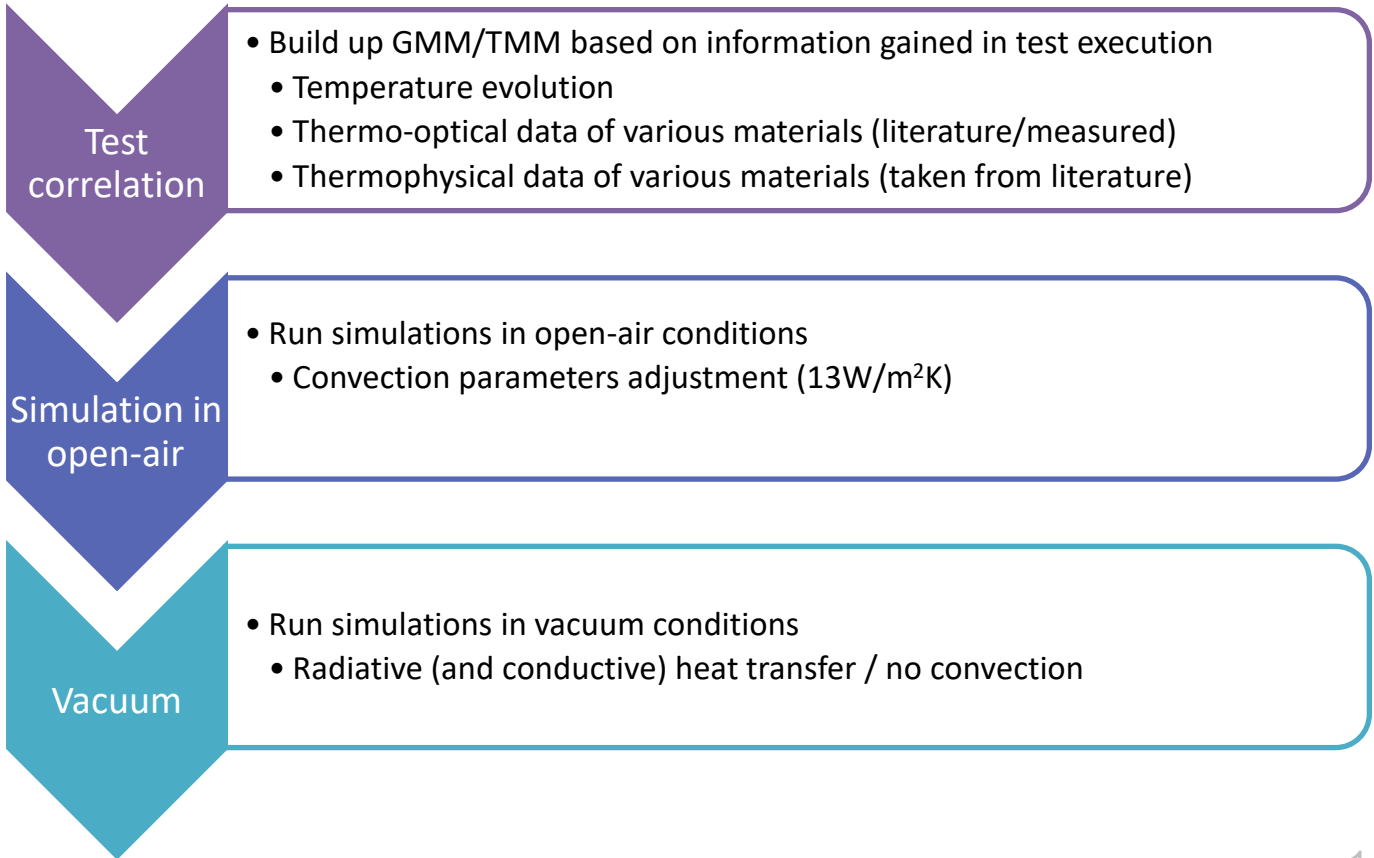 Test
correlation
• Build up GMM/TMM based on information gained in test execution
• Temperature evolution
• Thermo-optical data of various materials (literature/measured)
• Thermophysical data of various materials (taken from literature)
Simulation in
open-air
• Run simulations in open-air conditions
• Convection parameters adjustment (13W/m²K)
Vacuum
• Run simulations in vacuum conditions
• Radiative (and conductive) heat transfer / no convection